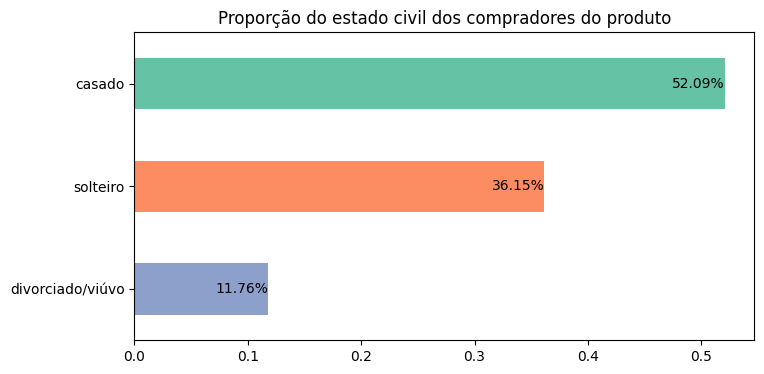 Proporção do estado civil dos compradores do produto
casado
52.09%
solteiro
36.15%
divorciado/viúvo
11.76%
0.0 0.1 0.2 0.3 0.4 0.5